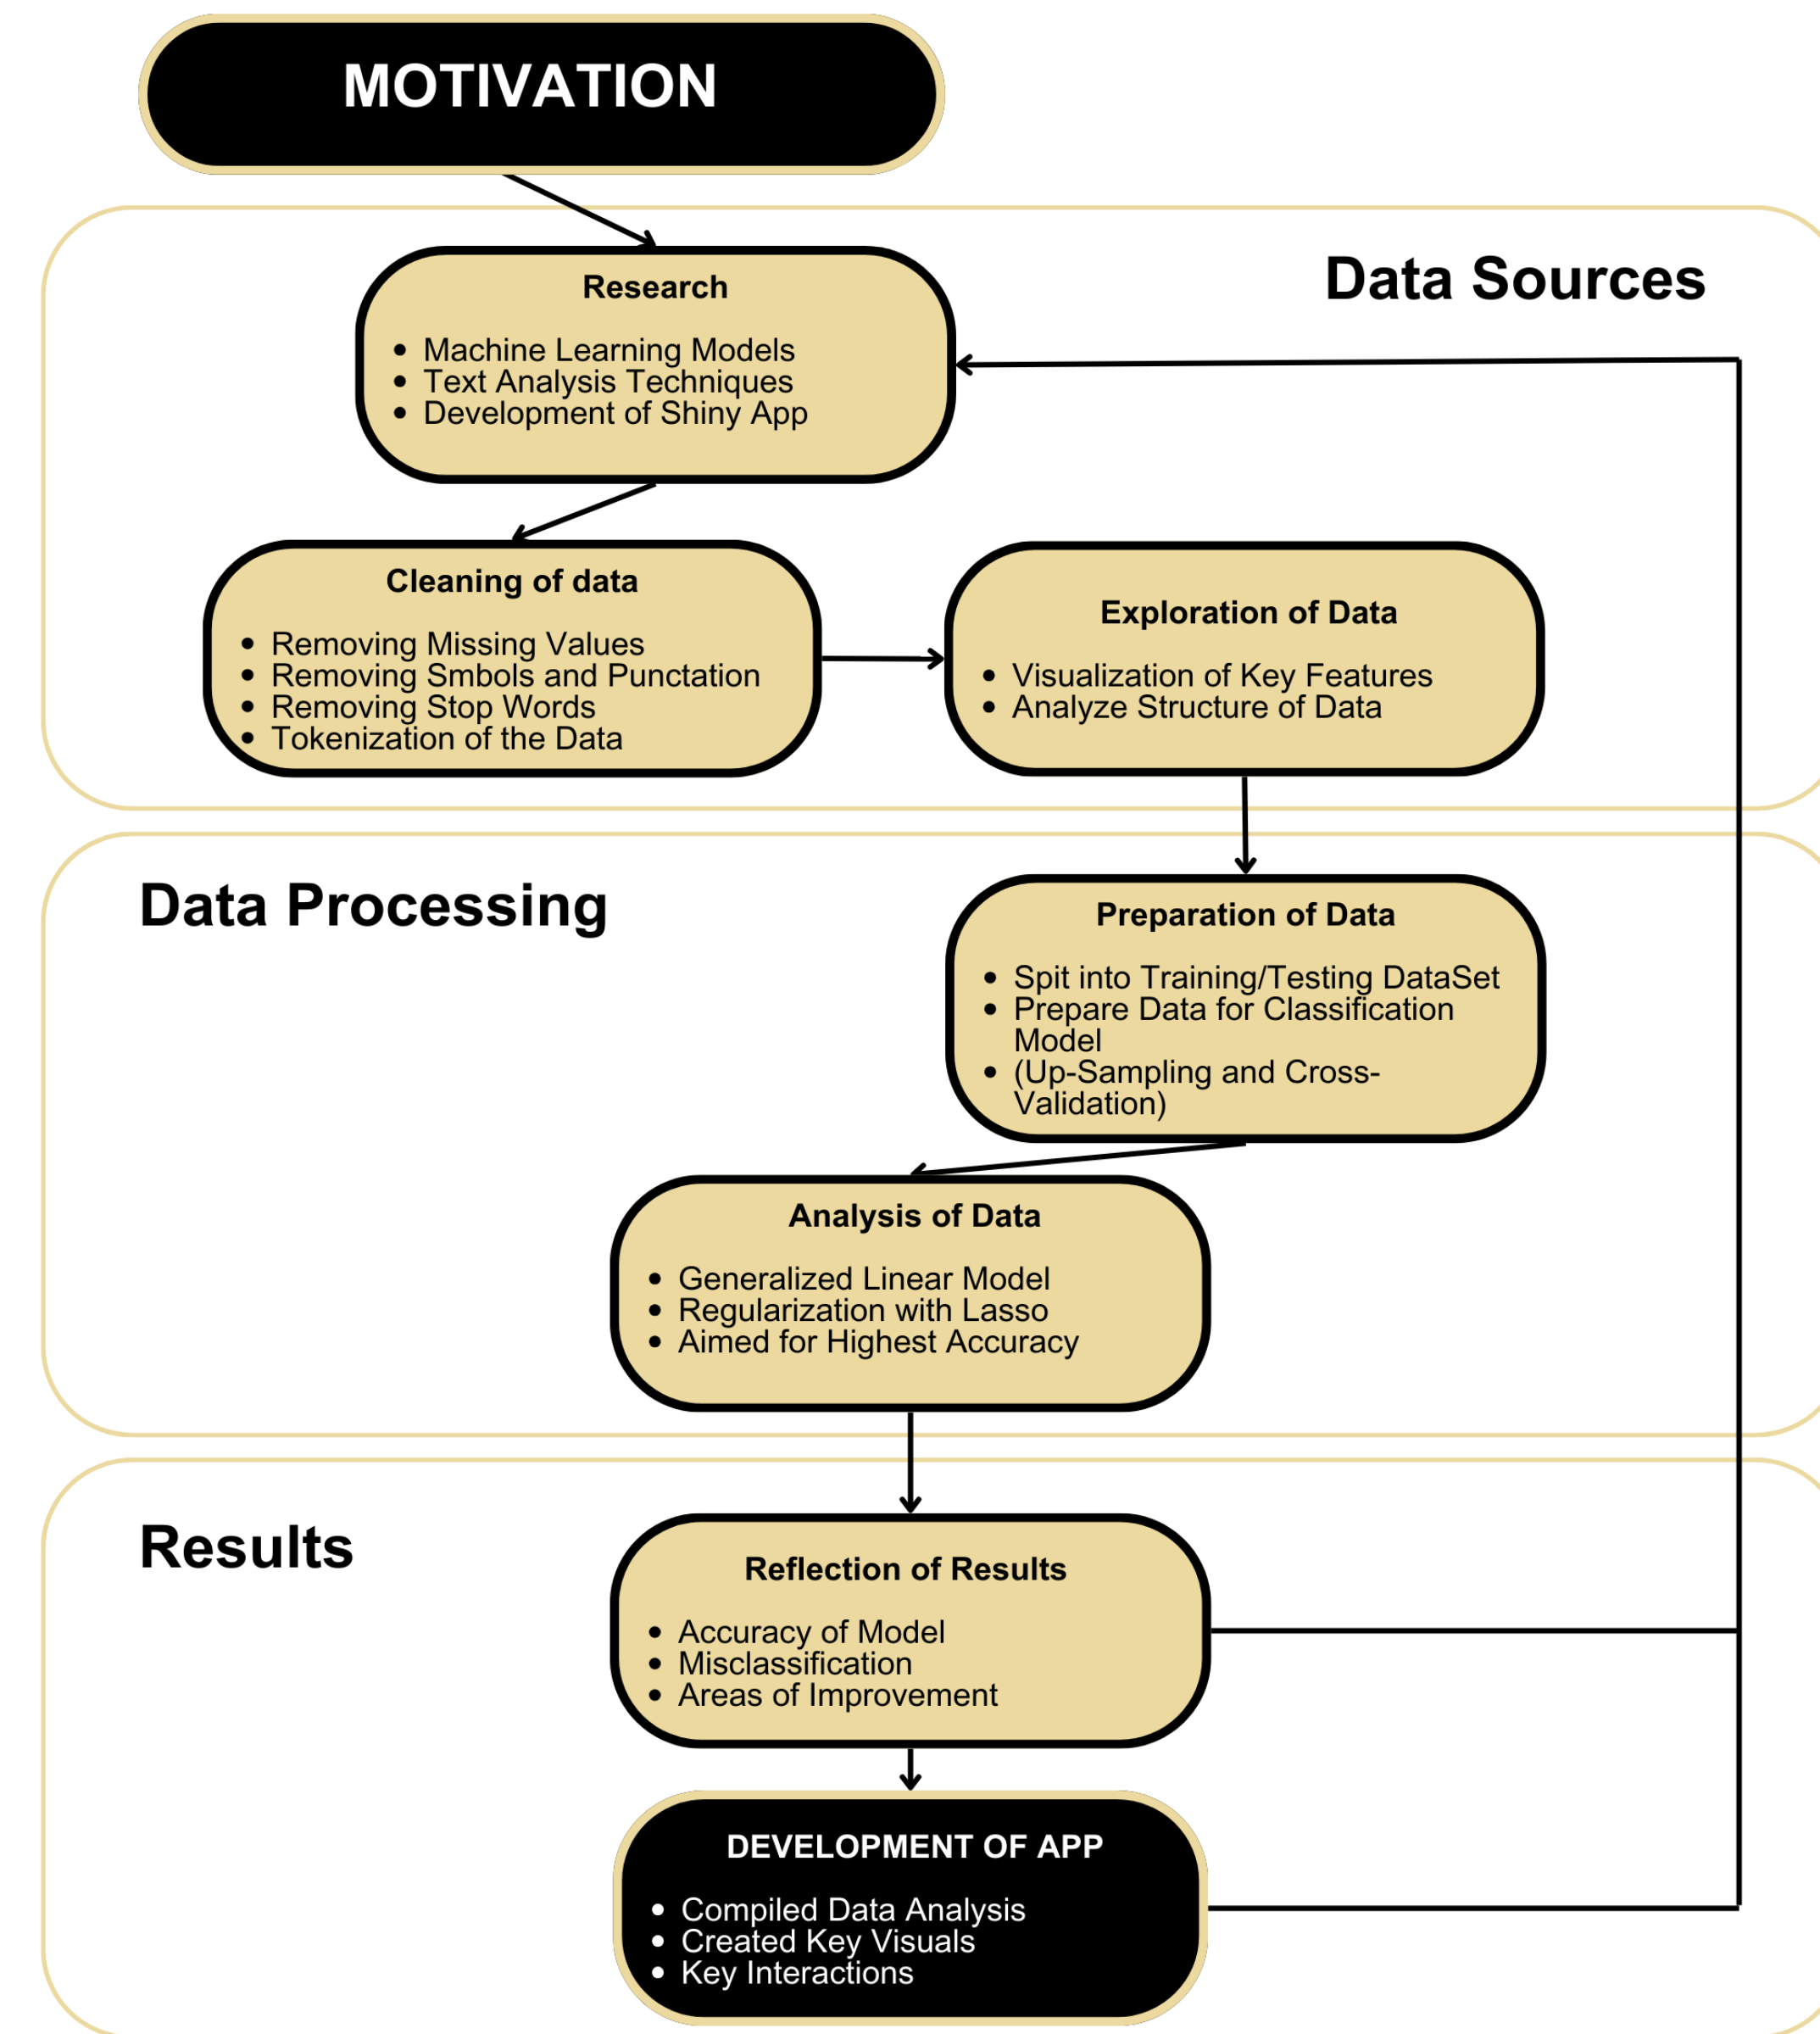 MOTIVATION
Data Sources
Research
• Machine Learning Models
• Text Analysis Techniques
• Development of Shiny App
Cleaning of data
• Removing Missing Values
• Removing Smbols and Punctation
• Removing Stop Words
• Tokenization of the Data
Exploration of Data
• Visualization of Key Features
• Analyze Structure of Data
Data Processing
Preparation of Data
• Spit into Training/Testing DataSet
• Prepare Data for Classification
Model
• (Up-Sampling and Cross-
Validation)
Analysis of Data
• Generalized Linear Model
• Regularization with Lasso
• Aimed for Highest Accuracy
Results
Reflection of Results
• Accuracy of Model
• Misclassification
• Areas of Improvement
DEVELOPMENT OF APP
• Compiled Data Analysis
• Created Key Visuals
• Key Interactions